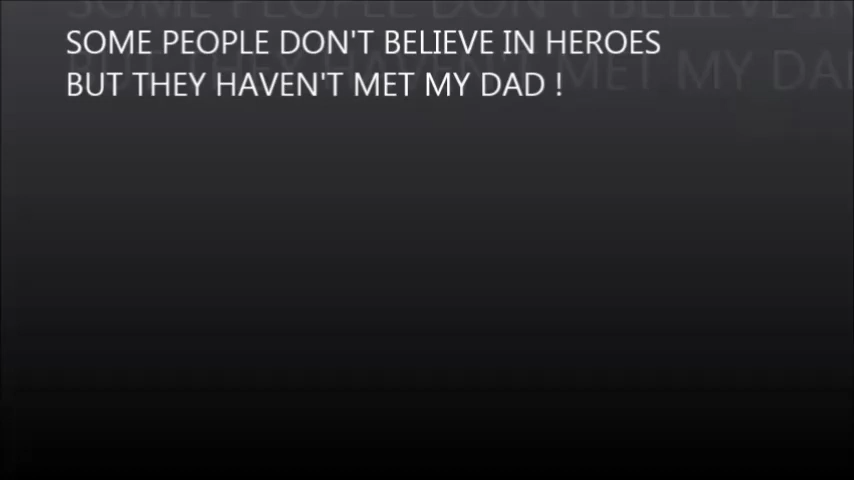 SOME PEOPLE DON'T BELIEVE IN HEROES
BUT THEY HAVEN'T MET MY DAD !